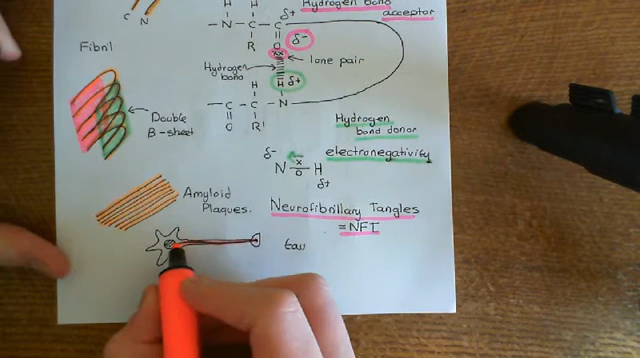 C N
H H δ+ Hydrogen bond
- N - C - C acceptor
R O δ-
Fibril
xx
Hydrogen bond
lone pair
H H δ+
Double
β-sheet
- C - C - N
O R'
Hydrogen
bond donor
δ- electronegativity
N x o H
δ+
Amyloid
Plaques.
Neurofibrillary Tangles
= NFT
tau